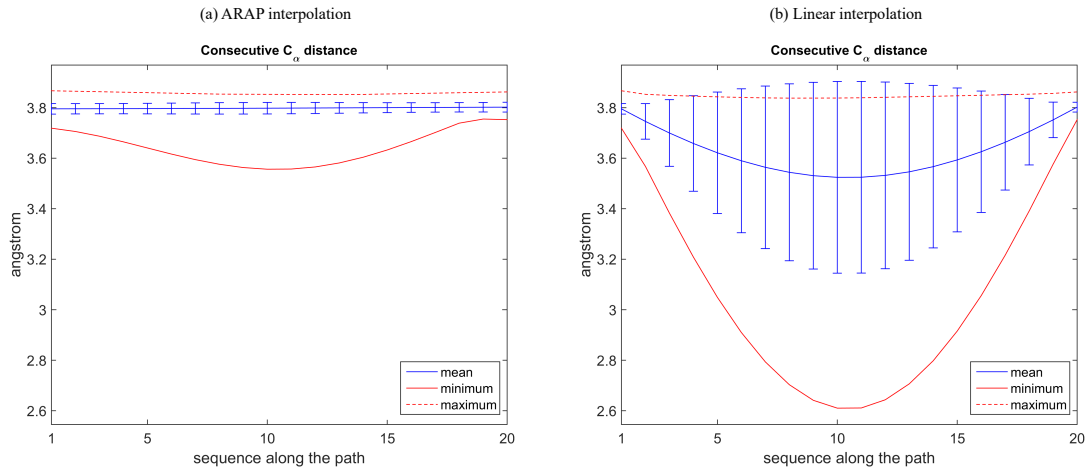 (a) ARAP interpolation
Consecutive Cα distance
angstrom
3.8
3.6
3.4
3.2
3
2.8
2.6
mean
minimum
maximum
1 5 10 15 20
sequence along the path
(b) Linear interpolation
Consecutive Cα distance
angstrom
3.8
3.6
3.4
3.2
3
2.8
2.6
mean
minimum
maximum
1 5 10 15 20
sequence along the path